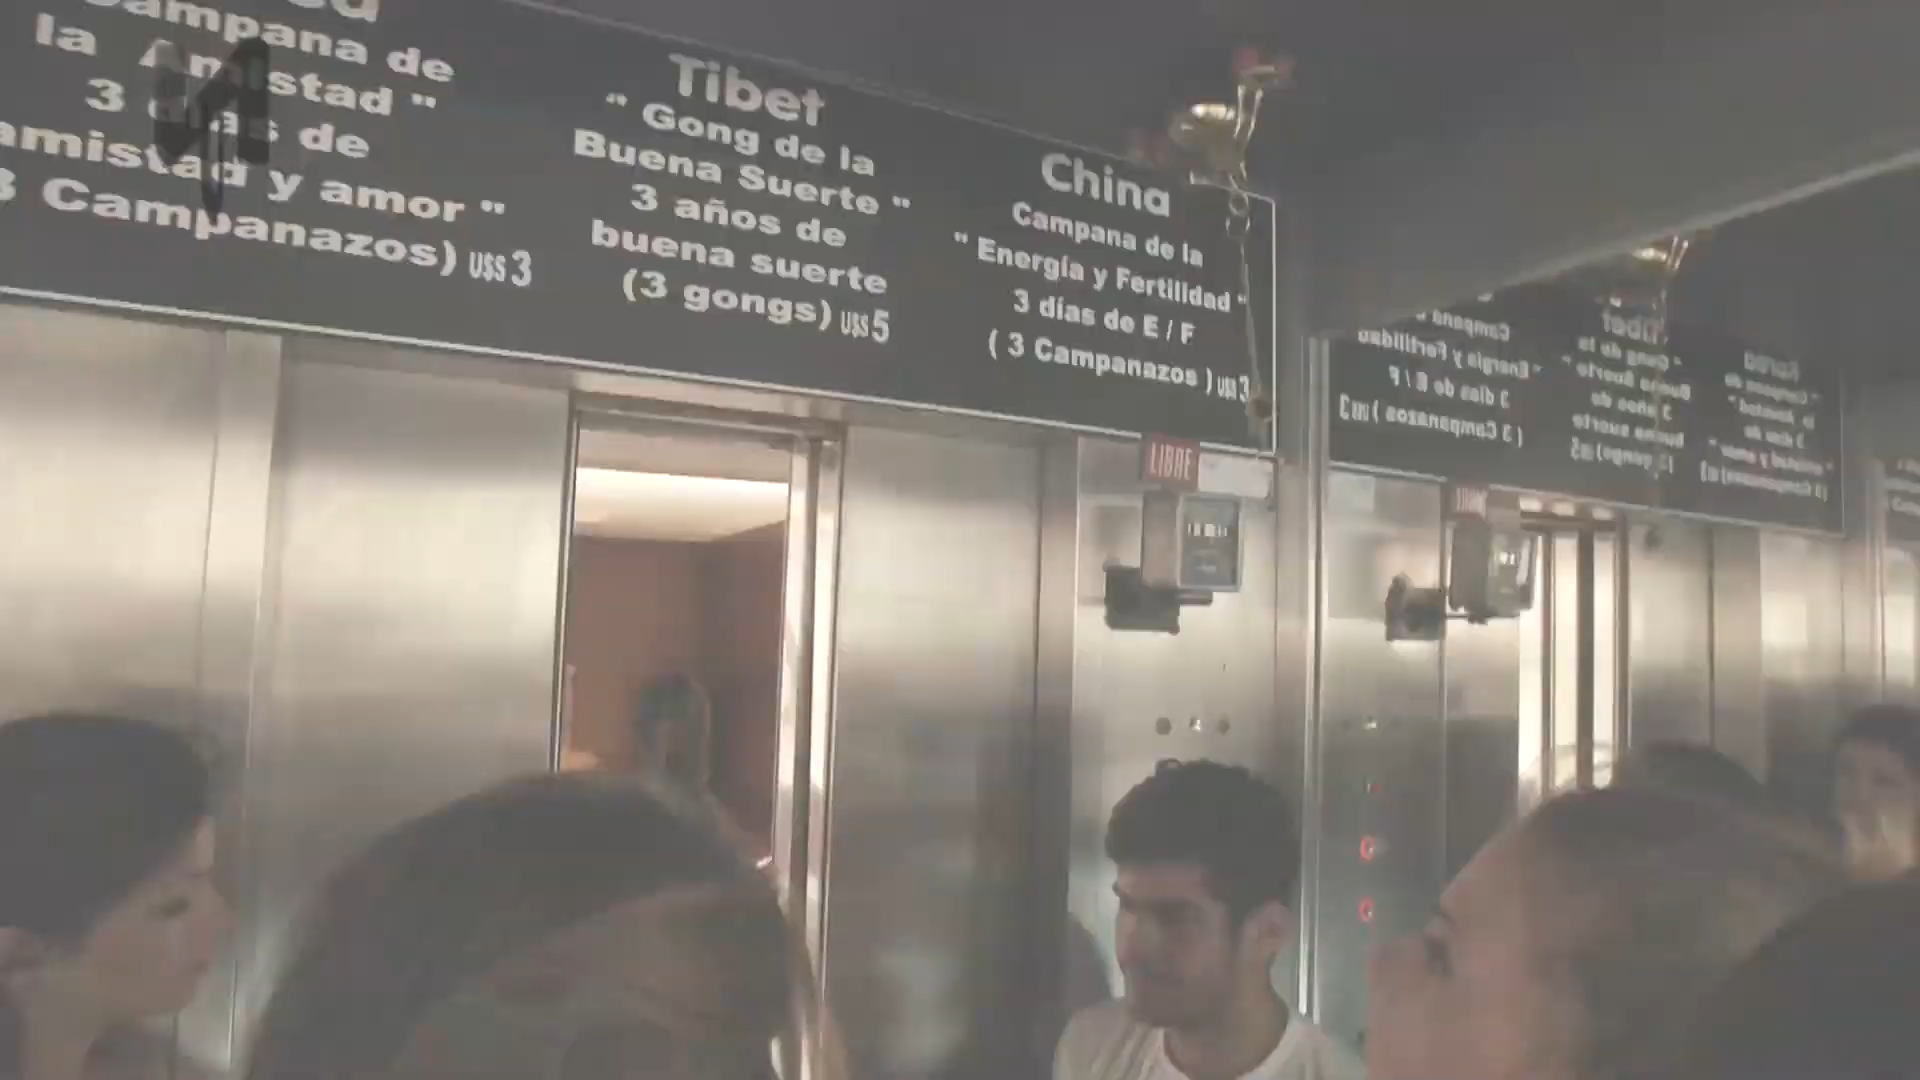 Campana de
la Amistad "
3 días de
amistad y amor "
3 Campanazos) U$S 3
Tibet
" Gong de la
Buena Suerte "
3 años de
buena suerte
(3 gongs) U$S 5
China
Campana de la
" Energía y Fertilidad "
3 días de E / F
( 3 Campanazos ) U$S 3
LIBRE